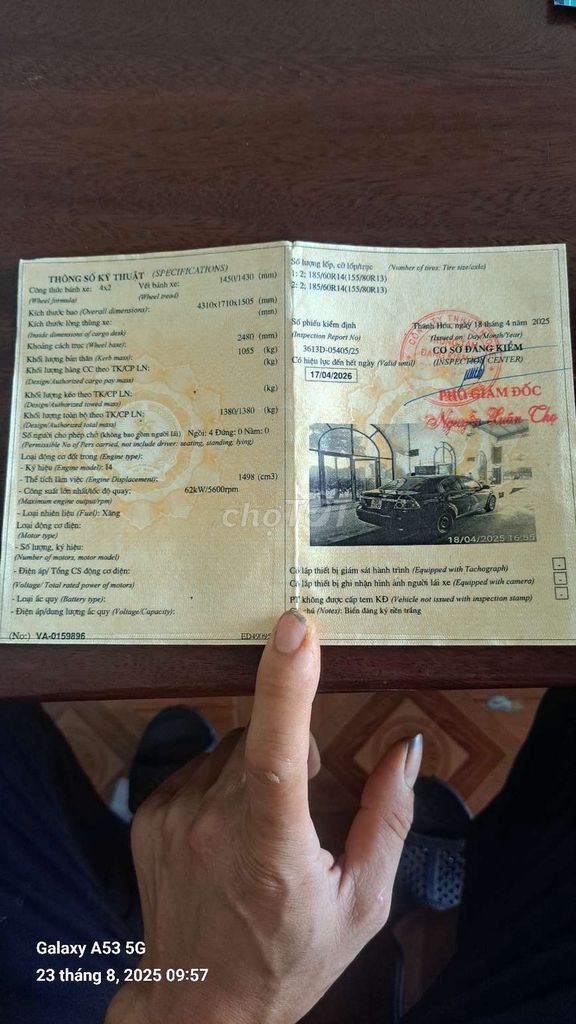 THÔNG SỐ KỸ THUẬT (SPECIFICATIONS)
Công thức bánh xe: 4x2 Vết bánh xe: 1450/1430 (mm)
(Wheel formula) (Wheel tread)
Kích thước bao (Overall dimensions): 4310x1710x1505 (mm)
Kích thước lòng thùng xe: (mm)
(Inside dimensions of cargo desk)
Khoảng cách trục (Wheel base): 2480 (mm)
Khối lượng bản thân (Kerb mass): 1055 (kg)
Khối lượng hàng CC theo TK/CP LN: (kg)
(Design/Authorized cargo pay mass)
Khối lượng kéo theo TK/CP LN: (kg)
(Design/Authorized towed mass)
Khối lượng toàn bộ theo TK/CP LN: 1380/1380 (kg)
(Design/Authorized total mass)
Số người cho phép chở (không bao gồm người lái) Ngồi: 4 Đứng: 0 Nằm: 0
(Permissible No of Pers carried, not include driver: seating, standing, lying)
Loại động cơ đốt trong (Engine type):
- Ký hiệu (Engine model): I4
- Thể tích làm việc (Engine Displacement): 1498 (cm3)
- Công suất lớn nhất/tốc độ quay: 62kW/5600rpm
(Maximum engine output/rpm)
- Loại nhiên liệu (Fuel): Xăng
Loại động cơ điện:
(Motor type)
- Số lượng, ký hiệu:
(Number of motors, motor model)
- Điện áp/ Tổng CS động cơ điện:
(Voltage/ Total rated power of motors)
- Loại ắc quy (Battery type):
- Điện áp/dung lượng ắc quy (Voltage/Capacity):
(No:) VA-0159896
Số lượng lốp, cỡ lốp/trục (Number of tires: Tire size/axle)
1: 2; 185/60R14(155/80R13)
2: 2; 185/60R14(155/80R13)
Số phiếu kiểm định
(Inspection Report No)
3613D-05405/25
Có hiệu lực đến hết ngày (Valid until)
17/04/2026
Thanh Hóa, ngày 18 tháng 4 năm 2025
(Issued on: Day/Month/Year)
CƠ SỞ ĐĂNG KIỂM
(INSPECTION CENTER)
PHÓ GIÁM ĐỐC
Nguyễn Xuân Thọ
18/04/2025 16:55
chợTỐT
Có lắp thiết bị giám sát hành trình (Equipped with Tachograph)
Có lắp thiết bị ghi nhận hình ảnh người lái xe (Equipped with camera)
PT không được cấp tem KĐ (Vehicle not issued with inspection stamp)
chú (Notes): Biển đăng ký nền trắng
Galaxy A53 5G
23 tháng 8, 2025 09:57